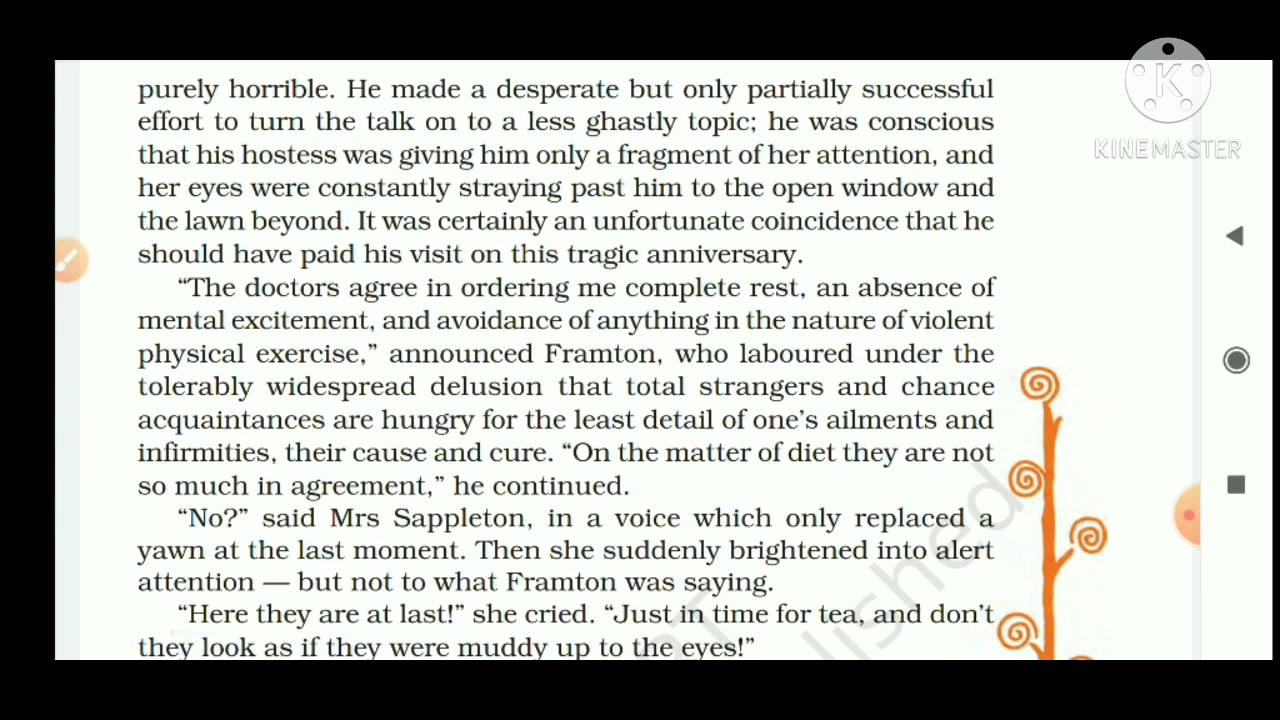 purely horrible. He made a desperate but only partially successful
effort to turn the talk on to a less ghastly topic; he was conscious
that his hostess was giving him only a fragment of her attention, and
her eyes were constantly straying past him to the open window and
the lawn beyond. It was certainly an unfortunate coincidence that he
should have paid his visit on this tragic anniversary.
“The doctors agree in ordering me complete rest, an absence of
mental excitement, and avoidance of anything in the nature of violent
physical exercise,” announced Framton, who laboured under the
tolerably widespread delusion that total strangers and chance
acquaintances are hungry for the least detail of one’s ailments and
infirmities, their cause and cure. “On the matter of diet they are not
so much in agreement,” he continued.
“No?” said Mrs Sappleton, in a voice which only replaced a
yawn at the last moment. Then she suddenly brightened into alert
attention — but not to what Framton was saying.
“Here they are at last!” she cried. “Just in time for tea, and don’t
they look as if they were muddy up to the eyes!”
K
KINEMASTER